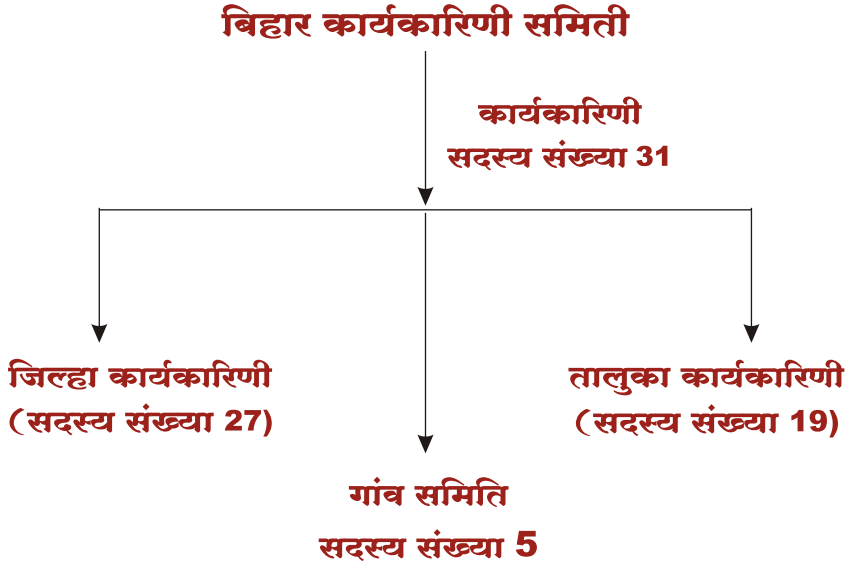 बिहार कार्यकारिणी समिती
कार्यकारिणी
सदस्य संख्या 31
जिल्हा कार्यकारिणी
(सदस्य संख्या 27)
तालुका कार्यकारिणी
(सदस्य संख्या 19)
गांव समिति
सदस्य संख्या 5